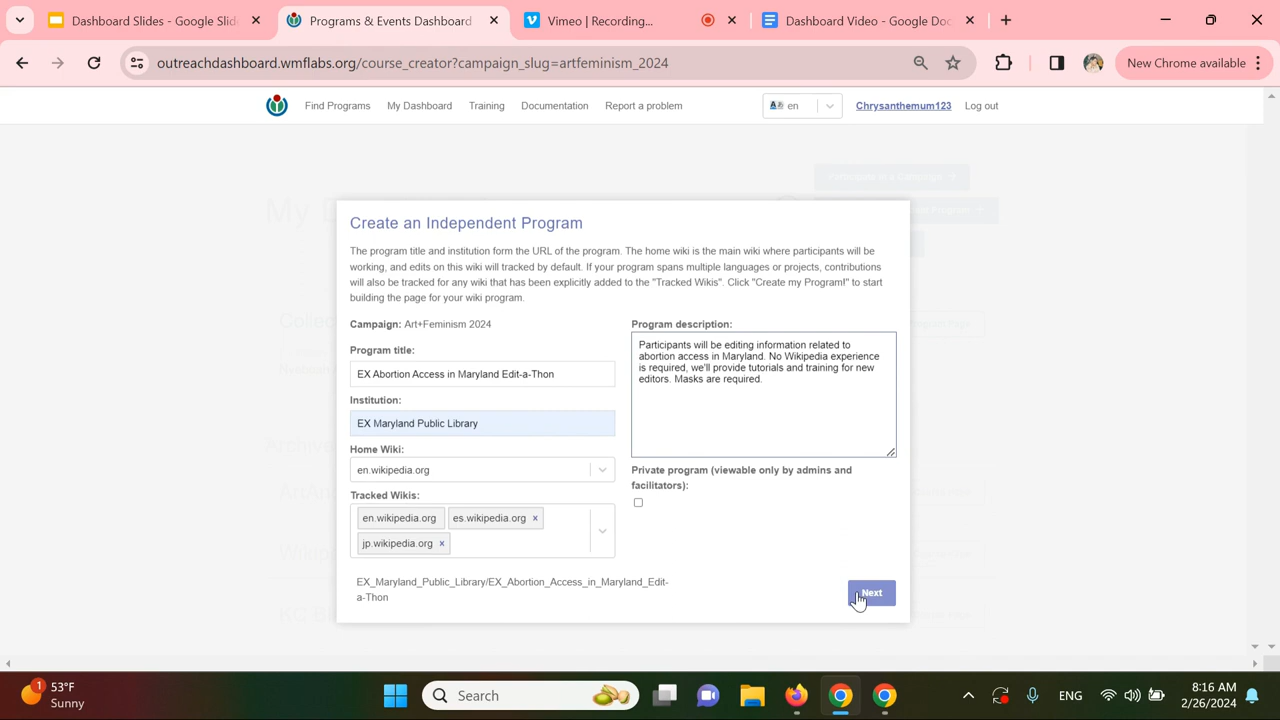 Dashboard Slides - Google Slid
Programs & Events Dashboard
Vimeo | Recording...
Dashboard Video - Google Doc
outreachdashboard.wmflabs.org/course_creator?campaign_slug=artfeminism_2024
New Chrome available
Find Programs
My Dashboard
Training
Documentation
Report a problem
en
Chrysanthemum123
Log out
Create an Independent Program
The program title and institution form the URL of the program. The home wiki is the main wiki where participants will be
working, and edits on this wiki will tracked by default. If your program spans multiple languages or projects, contributions
will also be tracked for any wiki that has been explicitly added to the "Tracked Wikis". Click "Create my Program!" to start
building the page for your wiki program.
Campaign: Art+Feminism 2024
Program title:
EX Abortion Access in Maryland Edit-a-Thon
Institution:
EX Maryland Public Library
Home Wiki:
en.wikipedia.org
Tracked Wikis:
en.wikipedia.org
es.wikipedia.org ×
jp.wikipedia.org ×
EX_Maryland_Public_Library/EX_Abortion_Access_in_Maryland_Edit-
a-Thon
Program description:
Participants will be editing information related to
abortion access in Maryland. No Wikipedia experience
is required, we'll provide tutorials and training for new
editors. Masks are required.
Private program (viewable only by admins and
facilitators):
Next
1
53°F
Sunny
Search
ENG
8:16 AM
2/26/2024